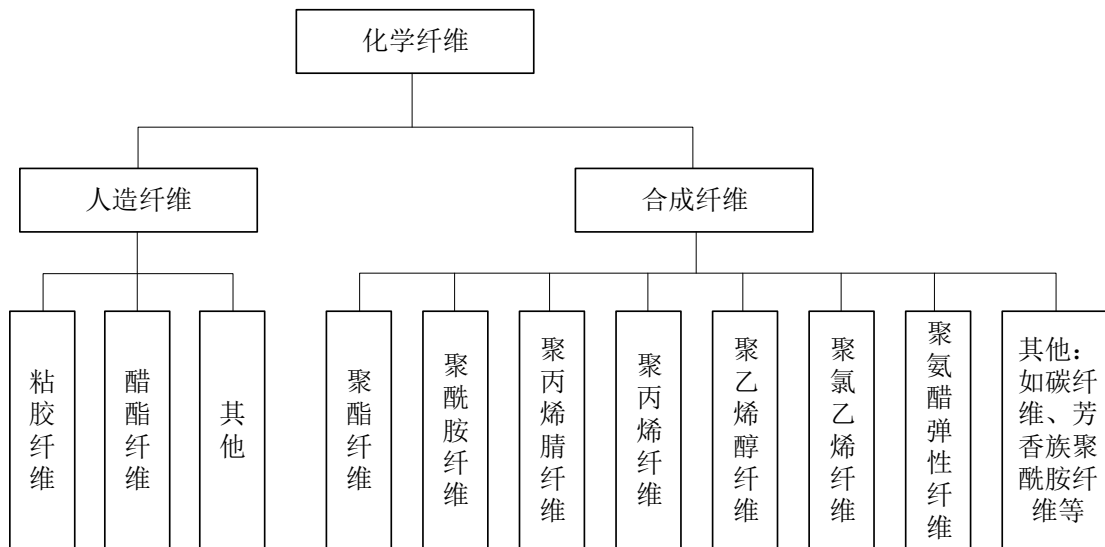 化学纤维
人造纤维
合成纤维
粘胶纤维
醋酯纤维
其他
聚酯纤维
聚酰胺纤维
聚丙烯腈纤维
聚丙烯纤维
聚乙烯醇纤维
聚氯乙烯纤维
聚氨醋弹性纤维
其他：
如碳纤
维、芳
香族聚
酰胺纤
维等